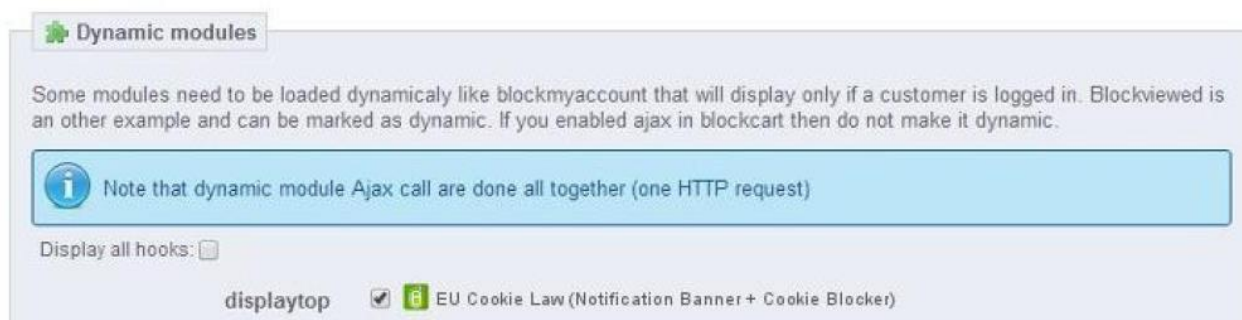 Dynamic modules
Some modules need to be loaded dynamicaly like blockmyaccount that will display only if a customer is logged in. Blockviewed is
an other example and can be marked as dynamic. If you enabled ajax in blockcart then do not make it dynamic.
Note that dynamic module Ajax call are done all together (one HTTP request)
Display all hooks:
displaytop EU Cookie Law (Notification Banner + Cookie Blocker)